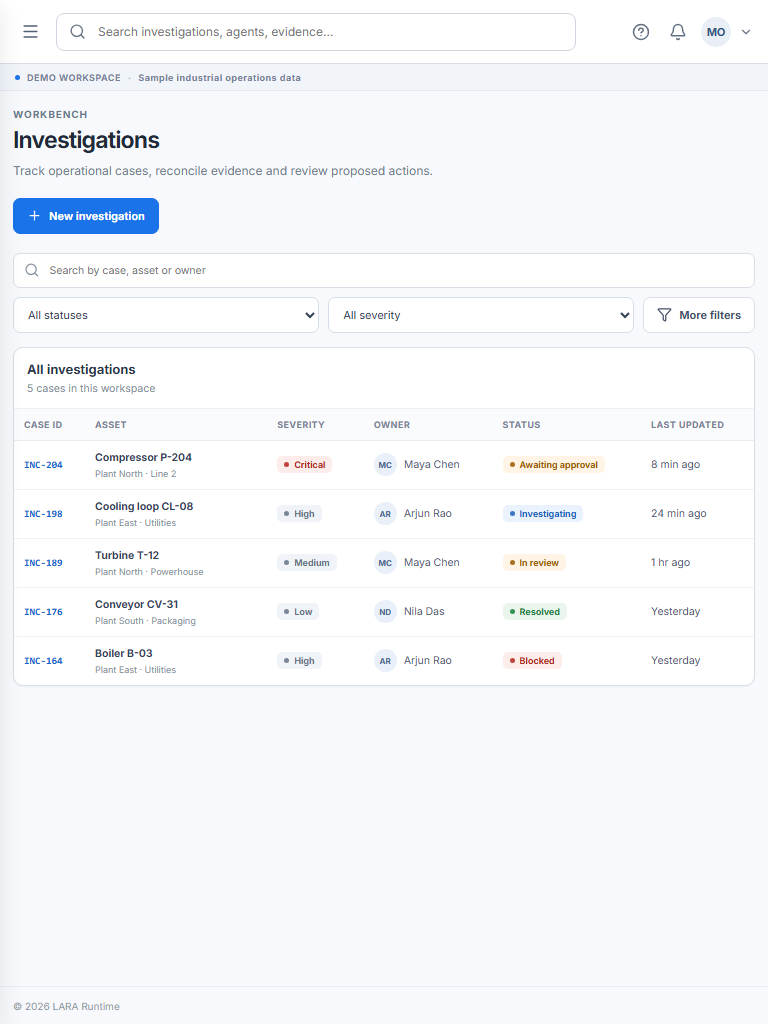 Search investigations, agents, evidence...
MO
DEMO WORKSPACE · Sample industrial operations data
WORKBENCH
Investigations
Track operational cases, reconcile evidence and review proposed actions.
New investigation
Search by case, asset or owner
All statuses
All severity
More filters
All investigations
5 cases in this workspace
CASE ID ASSET SEVERITY OWNER STATUS LAST UPDATED
INC-204 Compressor P-204 Critical MC Maya Chen Awaiting approval 8 min ago
Plant North · Line 2
INC-198 Cooling loop CL-08 High AR Arjun Rao Investigating 24 min ago
Plant East · Utilities
INC-189 Turbine T-12 Medium MC Maya Chen In review 1 hr ago
Plant North · Powerhouse
INC-176 Conveyor CV-31 Low ND Nila Das Resolved Yesterday
Plant South · Packaging
INC-164 Boiler B-03 High AR Arjun Rao Blocked Yesterday
Plant East · Utilities
© 2026 LARA Runtime